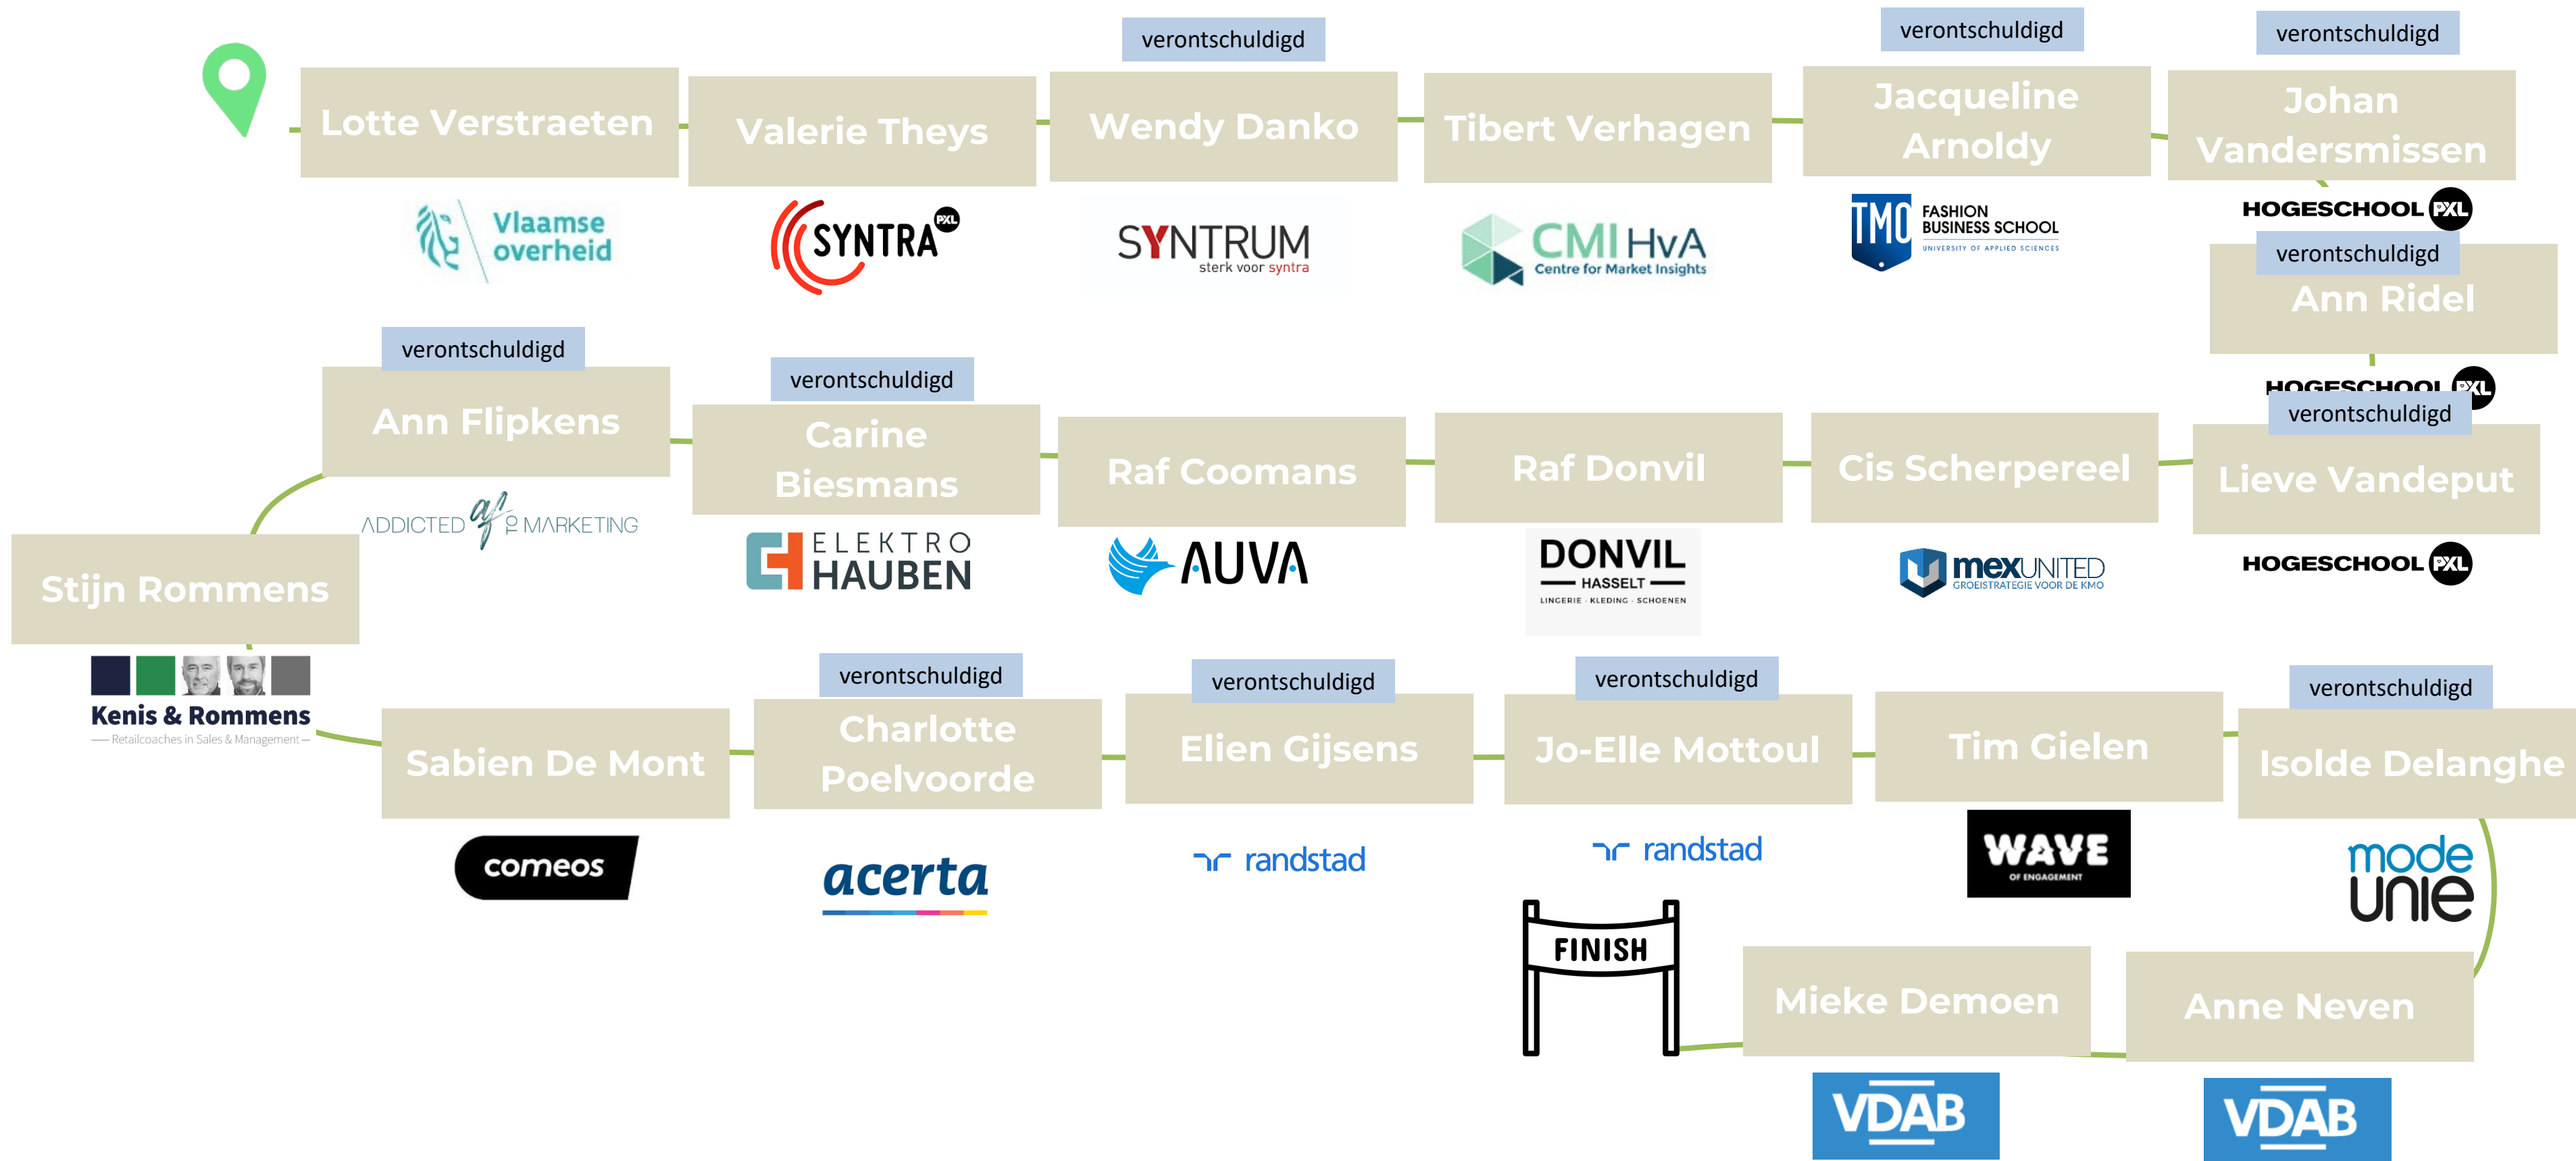 verontschuldigd
verontschuldigd
verontschuldigd
Lotte Verstraeten
Valerie Theys
Wendy Danko
Tibert Verhagen
Jacqueline
Arnoldy
Johan
Vandersmissen
Vlaamse
overheid
SYNTRA PXL
SYNTRUM
sterk voor syntra
CMI HvA
Centre for Market Insights
TMO
FASHION
BUSINESS SCHOOL
UNIVERSITY OF APPLIED SCIENCES
HOGESCHOOL PXL
verontschuldigd
Ann Ridel
HOGESCHOOL PXL
verontschuldigd
verontschuldigd
verontschuldigd
Ann Flipkens
Carine
Biesmans
Raf Coomans
Raf Donvil
Cis Scherpereel
Lieve Vandeput
ADDICTED af TO MARKETING
ELEKTRO
HAUBEN
AUVA
DONVIL
HASSELT
LINGERIE · KLEDING · SCHOENEN
mexUNITED
GROEISTRATEGIE VOOR DE KMO
HOGESCHOOL PXL
Stijn Rommens
Kenis & Rommens
Retailcoaches in Sales & Management
verontschuldigd
verontschuldigd
verontschuldigd
verontschuldigd
Sabien De Mont
Charlotte
Poelvoorde
Elien Gijsens
Jo-Elle Mottoul
Tim Gielen
Isolde Delanghe
comeos
acerta
randstad
randstad
WAVE
OF ENGAGEMENT
mode
unie
FINISH
Mieke Demoen
Anne Neven
VDAB
VDAB